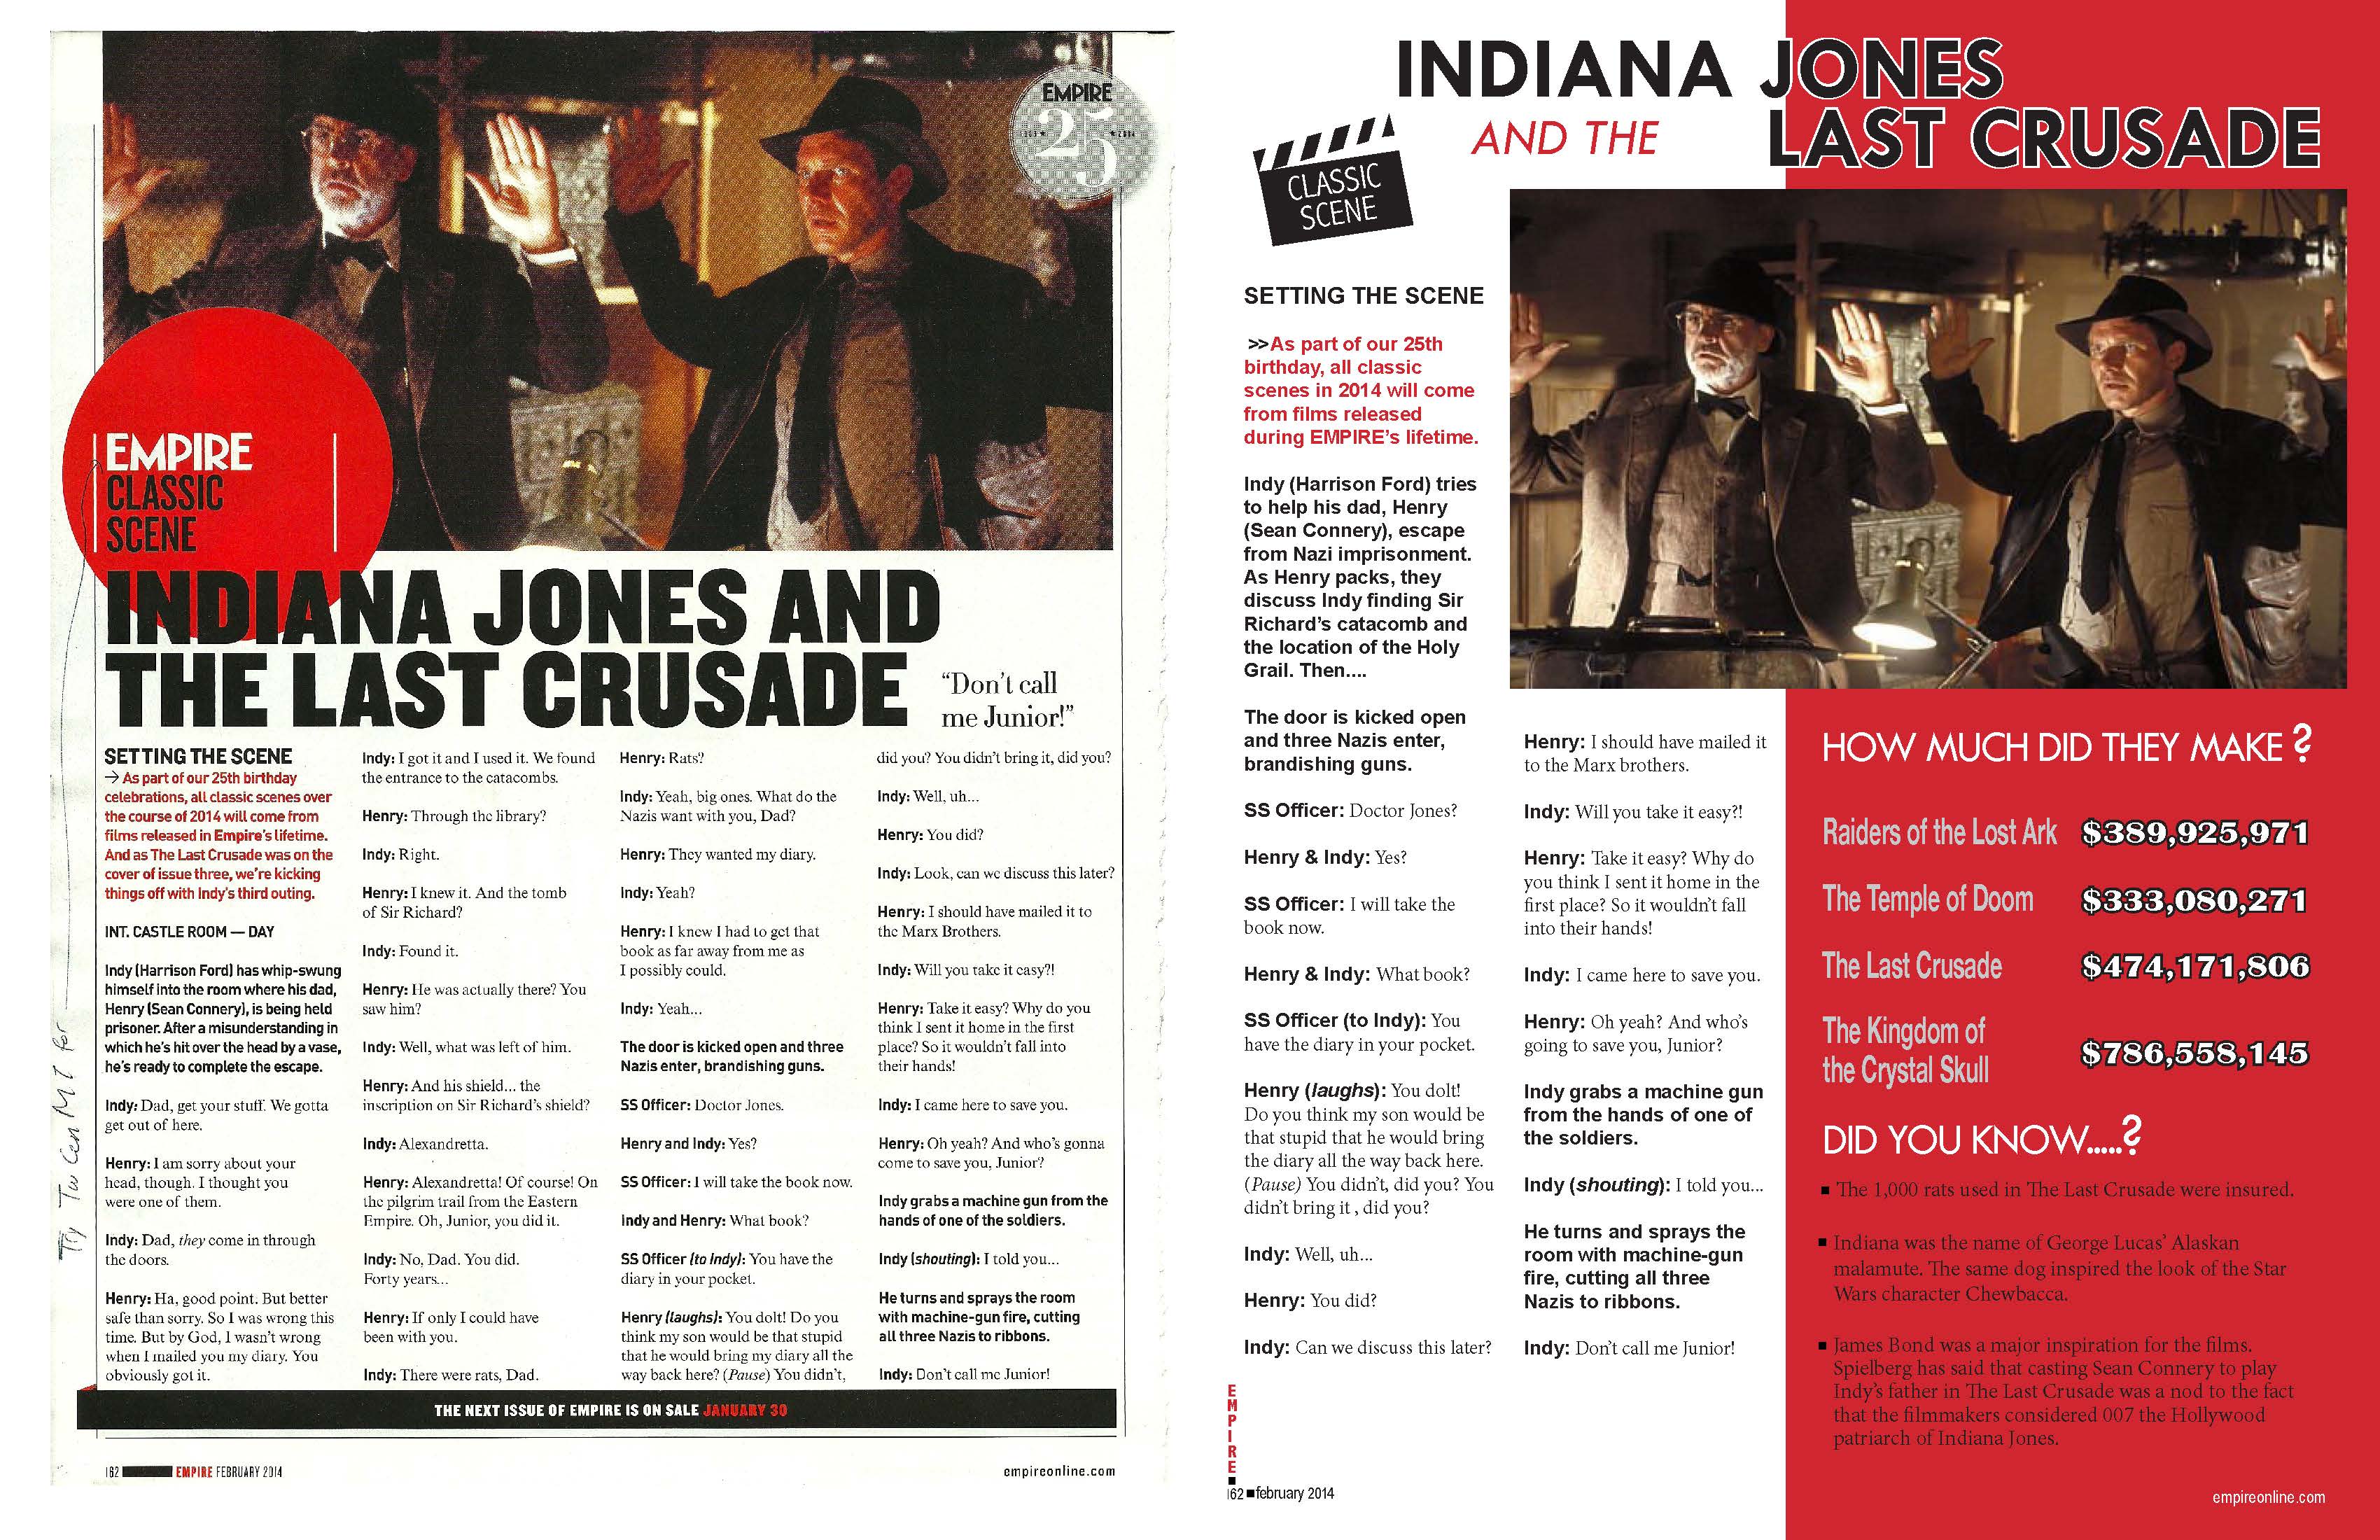 EMPIRE
1989 ★ ★ 2014
25
EMPIRE
CLASSIC
SCENE
INDIANA JONES AND
THE LAST CRUSADE
“Don’t call
me Junior!”
SETTING THE SCENE
→ As part of our 25th birthday
celebrations, all classic scenes over
the course of 2014 will come from
films released in Empire’s lifetime.
And as The Last Crusade was on the
cover of issue three, we’re kicking
things off with Indy’s third outing.
INT. CASTLE ROOM — DAY
Indy (Harrison Ford) has whip-swung
himself into the room where his dad,
Henry (Sean Connery), is being held
prisoner. After a misunderstanding in
which he’s hit over the head by a vase,
he’s ready to complete the escape.
Indy: Dad, get your stuff. We gotta
get out of here.
Henry: I am sorry about your
head, though. I thought you
were one of them.
Indy: Dad, they come in through
the doors.
Henry: Ha, good point. But better
safe than sorry. So I was wrong this
time. But by God, I wasn’t wrong
when I mailed you my diary. You
obviously got it.
Indy: I got it and I used it. We found
the entrance to the catacombs.
Henry: Through the library?
Indy: Right.
Henry: I knew it. And the tomb
of Sir Richard?
Indy: Found it.
Henry: He was actually there? You
saw him?
Indy: Well, what was left of him.
Henry: And his shield... the
inscription on Sir Richard’s shield?
Indy: Alexandretta.
Henry: Alexandretta! Of course! On
the pilgrim trail from the Eastern
Empire. Oh, Junior, you did it.
Indy: No, Dad. You did.
Forty years...
Henry: If only I could have
been with you.
Indy: There were rats, Dad.
Henry: Rats?
Indy: Yeah, big ones. What do the
Nazis want with you, Dad?
Henry: They wanted my diary.
Indy: Yeah?
Henry: I knew I had to get that
book as far away from me as
I possibly could.
Indy: Yeah...
The door is kicked open and three
Nazis enter, brandishing guns.
SS Officer: Doctor Jones.
Henry and Indy: Yes?
SS Officer: I will take the book now.
Indy and Henry: What book?
SS Officer (to Indy): You have the
diary in your pocket.
Henry (laughs): You dolt! Do you
think my son would be that stupid
that he would bring my diary all the
way back here? (Pause) You didn’t,
did you? You didn’t bring it, did you?
Indy: Well, uh...
Henry: You did?
Indy: Look, can we discuss this later?
Henry: I should have mailed it to
the Marx Brothers.
Indy: Will you take it easy?!
Henry: Take it easy? Why do you
think I sent it home in the first
place? So it wouldn’t fall into
their hands!
Indy: I came here to save you.
Henry: Oh yeah? And who’s gonna
come to save you, Junior?
Indy grabs a machine gun from the
hands of one of the soldiers.
Indy (shouting): I told you...
He turns and sprays the room
with machine-gun fire, cutting
all three Nazis to ribbons.
Indy: Don’t call me Junior!
THE NEXT ISSUE OF EMPIRE IS ON SALE JANUARY 30
162 EMPIRE FEBRUARY 2014
empireonline.com
Try Tw Cen MT for
INDIANA JONES
AND THE LAST CRUSADE
CLASSIC
SCENE
SETTING THE SCENE
>>As part of our 25th
birthday, all classic
scenes in 2014 will come
from films released
during EMPIRE’s lifetime.
Indy (Harrison Ford) tries
to help his dad, Henry
(Sean Connery), escape
from Nazi imprisonment.
As Henry packs, they
discuss Indy finding Sir
Richard’s catacomb and
the location of the Holy
Grail. Then....
The door is kicked open
and three Nazis enter,
brandishing guns.
SS Officer: Doctor Jones?
Henry & Indy: Yes?
SS Officer: I will take the
book now.
Henry & Indy: What book?
SS Officer (to Indy): You
have the diary in your pocket.
Henry (laughs): You dolt!
Do you think my son would be
that stupid that he would bring
the diary all the way back here.
(Pause) You didn’t, did you? You
didn’t bring it , did you?
Indy: Well, uh...
Henry: You did?
Indy: Can we discuss this later?
Henry: I should have mailed it
to the Marx brothers.
Indy: Will you take it easy?!
Henry: Take it easy? Why do
you think I sent it home in the
first place? So it wouldn’t fall
into their hands!
Indy: I came here to save you.
Henry: Oh yeah? And who’s
going to save you, Junior?
Indy grabs a machine gun
from the hands of one of
the soldiers.
Indy (shouting): I told you...
He turns and sprays the
room with machine-gun
fire, cutting all three
Nazis to ribbons.
Indy: Don’t call me Junior!
HOW MUCH DID THEY MAKE ?
Raiders of the Lost Ark $389,925,971
The Temple of Doom $333,080,271
The Last Crusade $474,171,806
The Kingdom of
the Crystal Skull $786,558,145
DID YOU KNOW.....?
■ The 1,000 rats used in The Last Crusade were insured.
■ Indiana was the name of George Lucas’ Alaskan
malamute. The same dog inspired the look of the Star
Wars character Chewbacca.
■ James Bond was a major inspiration for the films.
Spielberg has said that casting Sean Connery to play
Indy’s father in The Last Crusade was a nod to the fact
that the filmmakers considered 007 the Hollywood
patriarch of Indiana Jones.
EMPIRE
162 ■ february 2014
empireonline.com